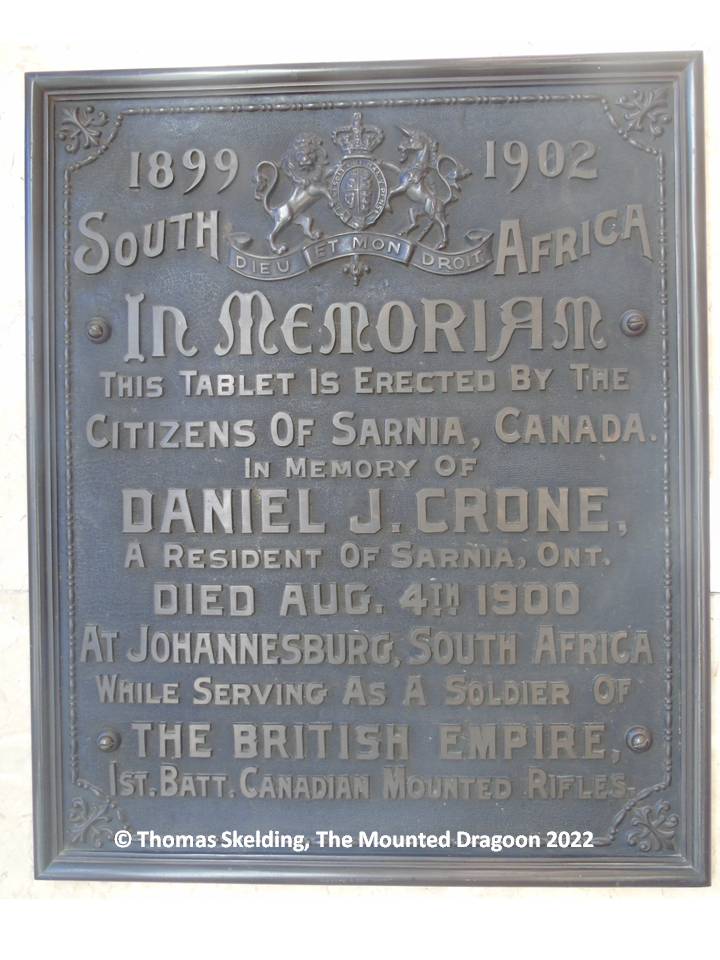 1899 1902
SOUTH AFRICA
DIEU ET MON DROIT
IN MEMORIAM
THIS TABLET IS ERECTED BY THE
CITIZENS OF SARNIA, CANADA.
IN MEMORY OF
DANIEL J. CRONE,
A RESIDENT OF SARNIA, ONT.
DIED AUG. 4TH 1900
AT JOHANNESBURG, SOUTH AFRICA
WHILE SERVING AS A SOLDIER OF
THE BRITISH EMPIRE,
1ST. BATT. CANADIAN MOUNTED RIFLES.
© Thomas Skelding, The Mounted Dragoon 2022